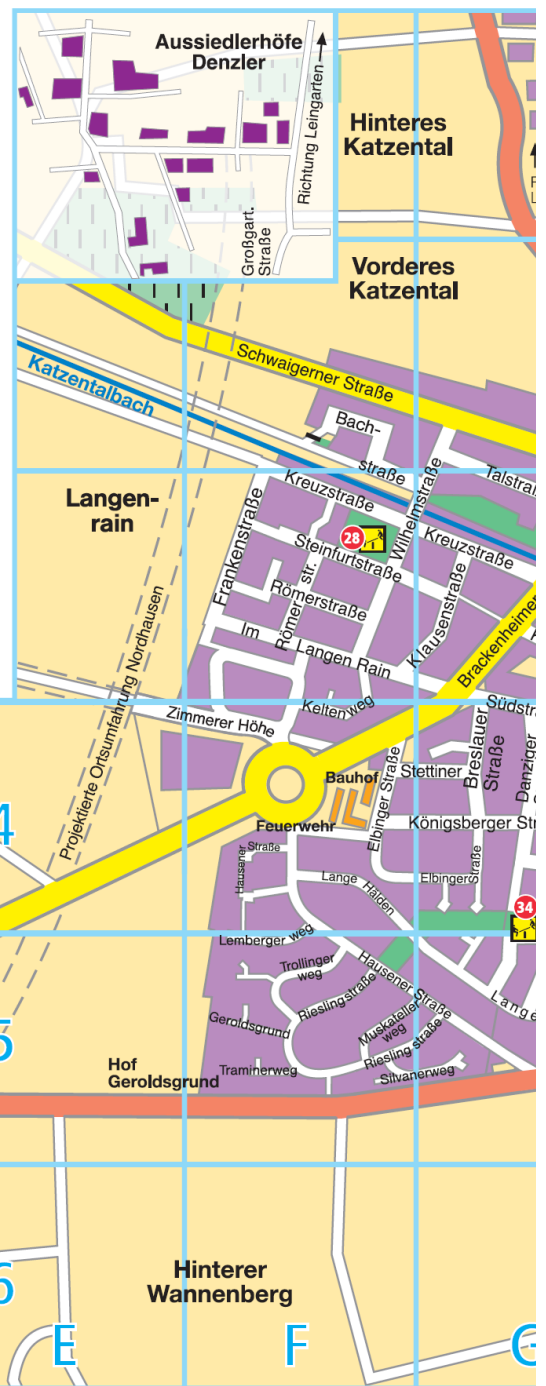 Aussiedlerhöfe
Denzler
Richtung Leingarten
Großgart.
Straße
Hinteres
Katzental
Vorderes
Katzental
Schwaigerner Straße
Katzentalbach
Bach-
straße
Talstraß
Langen-
rain
Kreuzstraße
Wilhelmstraße
Kreuzstraße
28
Frankenstraße
Steinfurtstraße
Römer str.
Römerstraße
Klausenstraße
Im Langen Rain
Brackenheimer
Projektierte Ortsumfahrung Nordhausen
Keltenweg
Zimmerer Höhe
Südstra
Breslauer
Straße
Danziger
Bauhof
Stettiner
Elbinger Straße
Feuerwehr
Königsberger Str
4
Hausener
Straße
Lange Halden
Elbinger
Straße
34
Lemberger weg
Trollinger
weg
Hausener Straße
Rieslingstraße
Lange
5
Geroldsgrund
Muskateller
weg
Riesling straße
Hof
Geroldsgrund
Traminerweg
Silvanerweg
Hinterer
Wannenberg
6
E
F
G